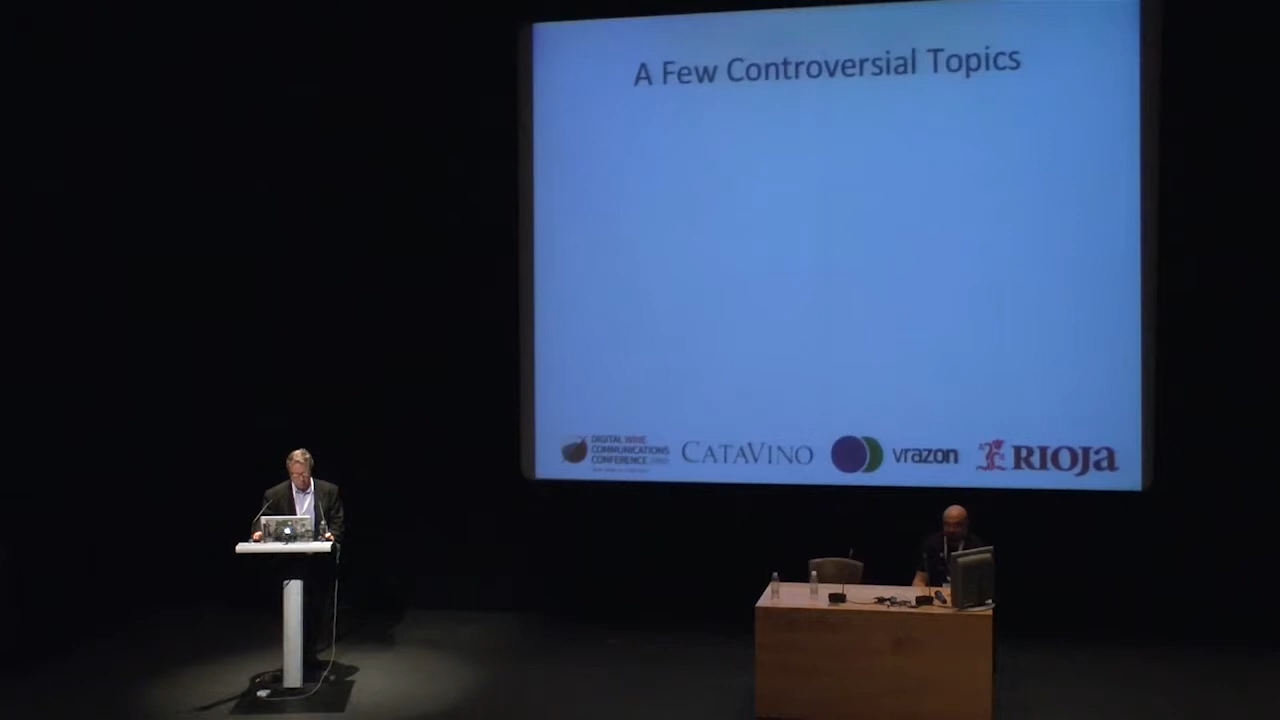 A Few Controversial Topics
DIGITAL WINE
COMMUNICATIONS
CONFERENCE
CATAVINO
vrazon
RIOJA